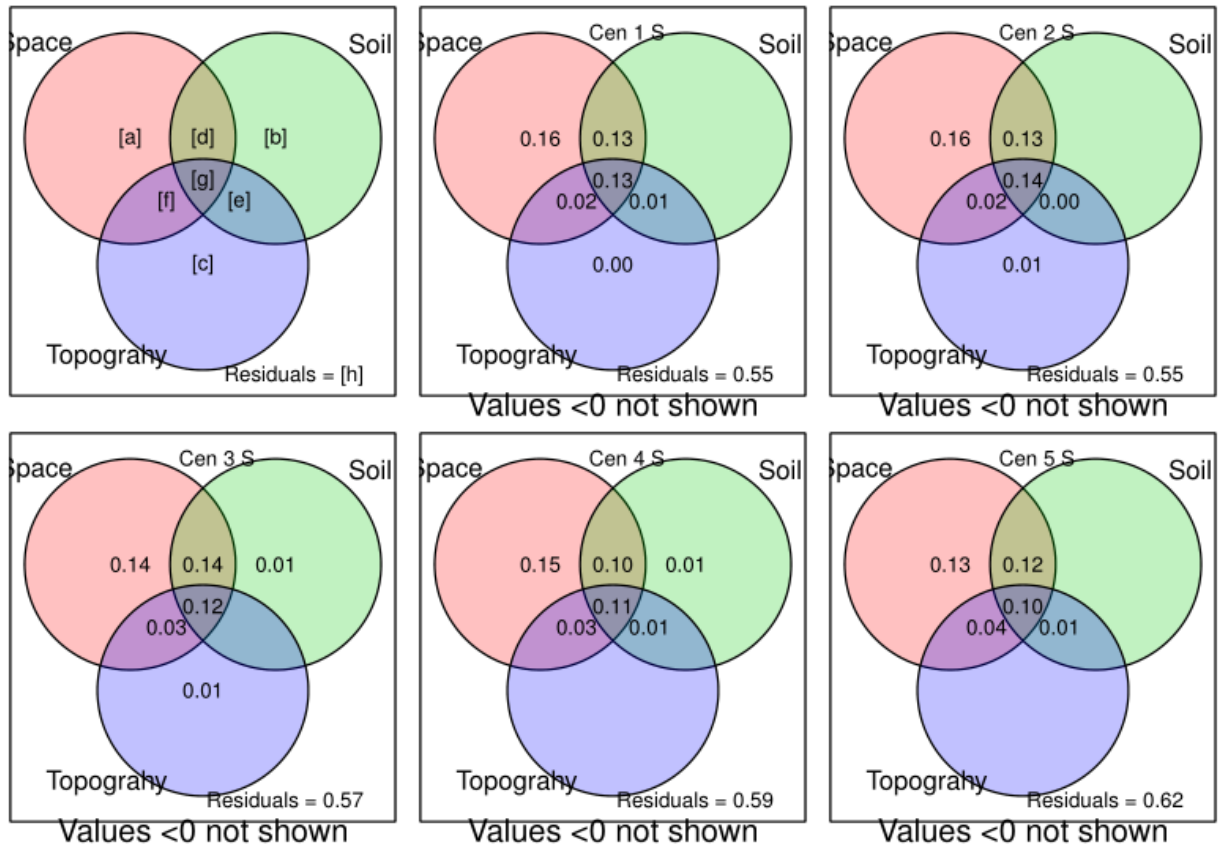 Space
Soil
[a]
[d]
[b]
[g]
[f]
[e]
[c]
Topograhy
Residuals = [h]
Cen 1 S
Space
Soil
0.16
0.13
0.13
0.02
0.01
0.00
Topograhy
Residuals = 0.55
Values <0 not shown
Cen 2 S
Space
Soil
0.16
0.13
0.14
0.02
0.00
0.01
Topograhy
Residuals = 0.55
Values <0 not shown
Cen 3 S
Space
Soil
0.14
0.14
0.01
0.12
0.03
0.01
Topograhy
Residuals = 0.57
Values <0 not shown
Cen 4 S
Space
Soil
0.15
0.10
0.01
0.11
0.03
0.01
Topograhy
Residuals = 0.59
Values <0 not shown
Cen 5 S
Space
Soil
0.13
0.12
0.10
0.04
0.01
Topograhy
Residuals = 0.62
Values <0 not shown